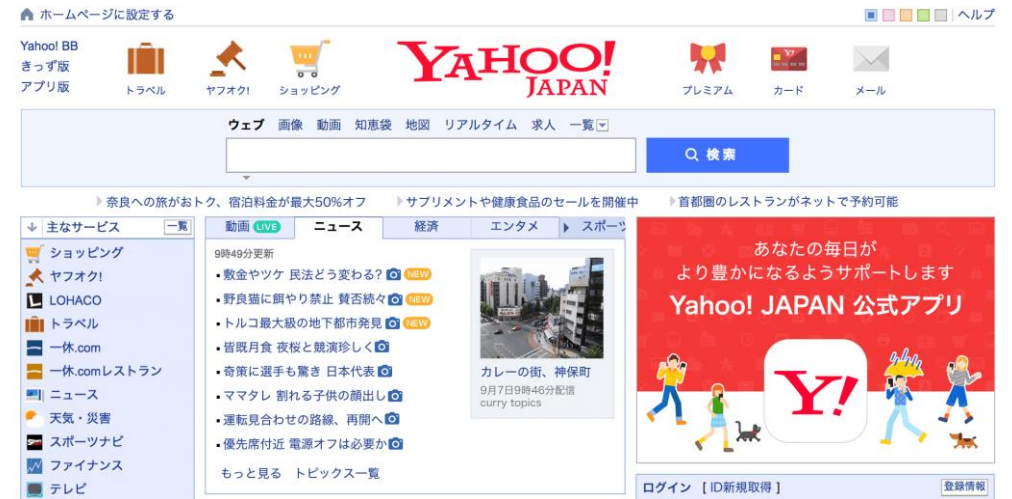 ホームページに設定する
ヘルプ
Yahoo! BB
きっず版
アプリ版
トラベル
ヤフオク!
ショッピング
YAHOO!
JAPAN
プレミアム
カード
メール
ウェブ 画像 動画 知恵袋 地図 リアルタイム 求人 一覧
検索
奈良への旅がおトク、宿泊料金が最大50%オフ
サプリメントや健康食品のセールを開催中
首都圏のレストランがネットで予約可能
主なサービス 一覧
ショッピング
ヤフオク!
LOHACO
トラベル
一休.com
一休.comレストラン
ニュース
天気・災害
スポーツナビ
ファイナンス
テレビ
動画 LIVE ニュース 経済 エンタメ スポーツ
9時49分更新
敷金やツケ 民法どう変わる? NEW
野良猫に餌やり禁止 賛否続々 NEW
トルコ最大級の地下都市発見 NEW
皆既月食 夜桜と競演珍しく
奇策に選手も驚き 日本代表
ママタレ 割れる子供の顔出し
運転見合わせの路線、再開へ
優先席付近 電源オフは必要か
もっと見る トピックス一覧
カレーの街、神保町
9月7日9時46分配信
curry topics
あなたの毎日が
より豊かになるようサポートします
Yahoo! JAPAN 公式アプリ
Y!
ログイン [ID新規取得] 登録情報